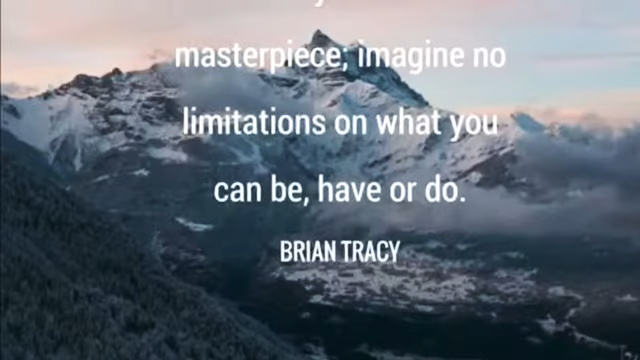 masterpiece; imagine no
limitations on what you
can be, have or do.
BRIAN TRACY